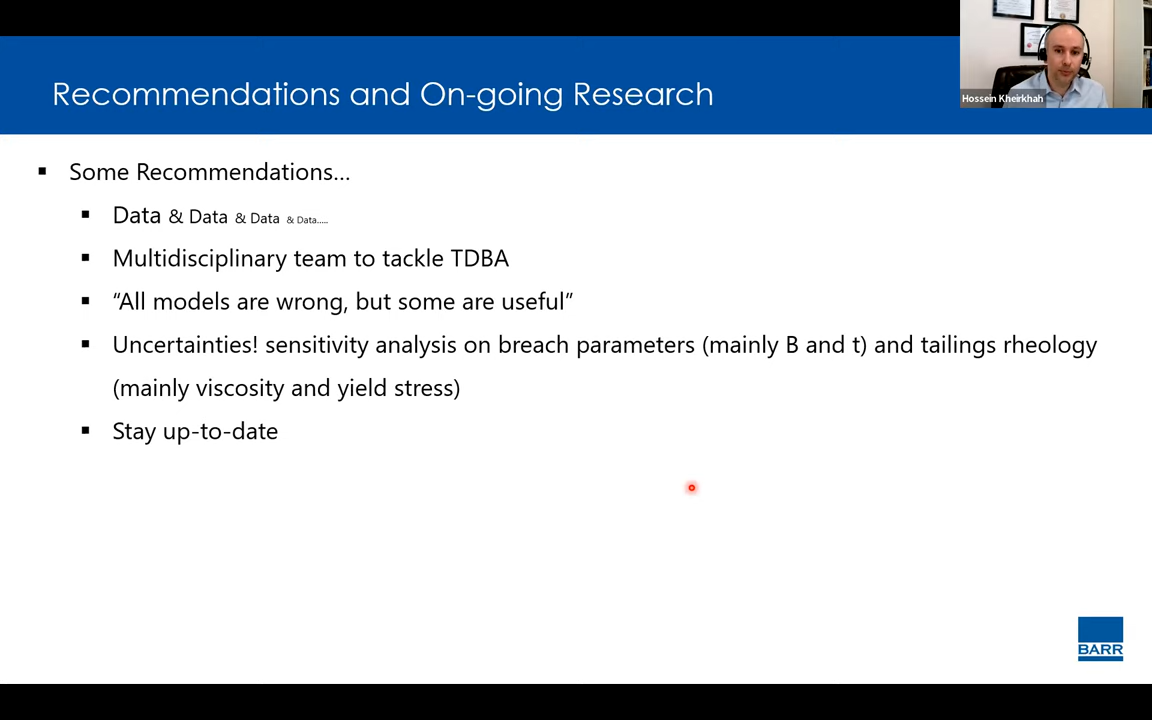 Recommendations and On-going Research
Hossein Kheirkhah
Some Recommendations...
Data & Data & Data & Data.....
Multidisciplinary team to tackle TDBA
“All models are wrong, but some are useful”
Uncertainties! sensitivity analysis on breach parameters (mainly B and t) and tailings rheology
(mainly viscosity and yield stress)
Stay up-to-date
BARR